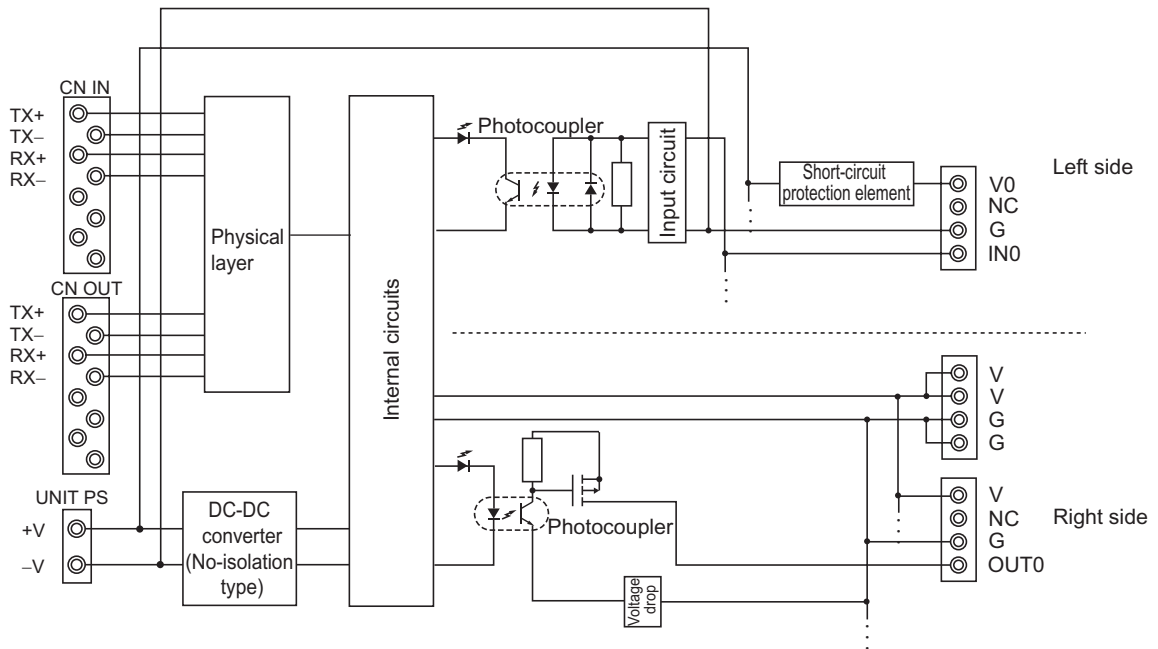 CN IN
TX+
TX–
RX+
RX–
CN OUT
TX+
TX–
RX+
RX–
UNIT PS
+V
–V
Physical
layer
DC-DC
converter
(No-isolation
type)
Internal circuits
Photocoupler
Input circuit
Short-circuit
protection element
V0
NC
G
IN0
Left side
V
V
G
G
Photocoupler
Voltage
drop
V
NC
G
OUT0
Right side